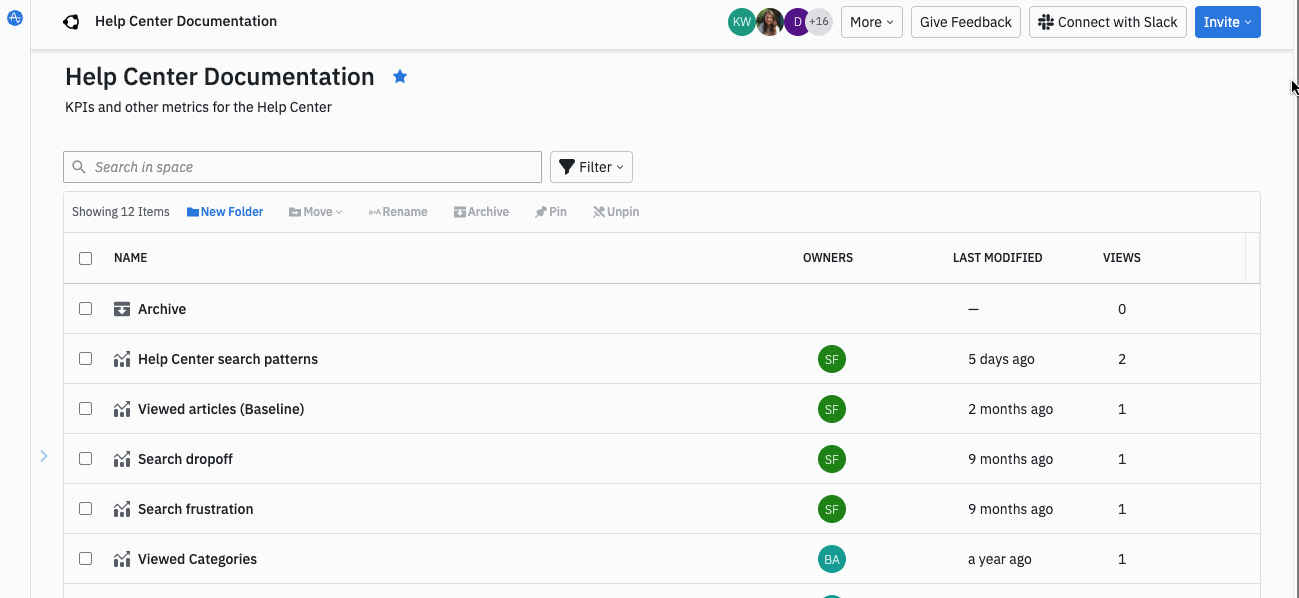 Help Center Documentation
KW D +16 More Give Feedback Connect with Slack Invite
Help Center Documentation
KPIs and other metrics for the Help Center
Search in space Filter
Showing 12 Items New Folder Move Rename Archive Pin Unpin
NAME OWNERS LAST MODIFIED VIEWS
Archive — 0
Help Center search patterns SF 5 days ago 2
Viewed articles (Baseline) SF 2 months ago 1
Search dropoff SF 9 months ago 1
Search frustration SF 9 months ago 1
Viewed Categories BA a year ago 1